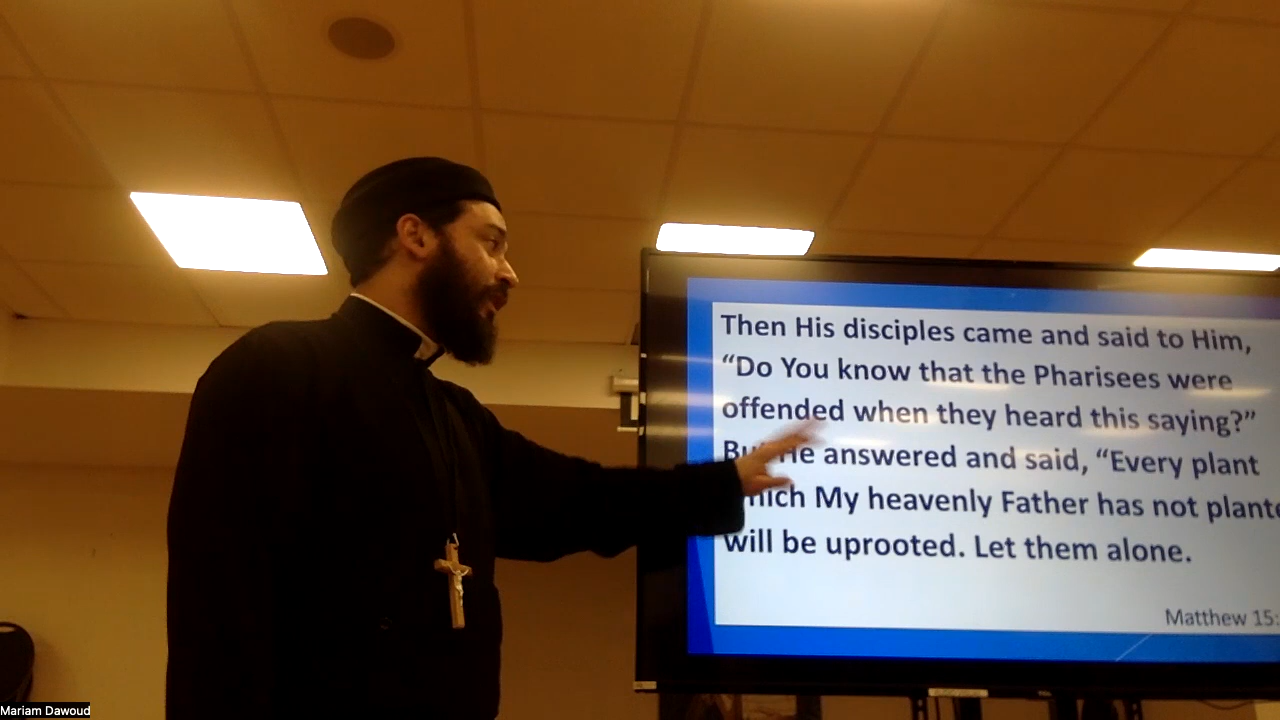 Then His disciples came and said to Him,
“Do You know that the Pharisees were
offended when they heard this saying?”
He answered and said, “Every plant
My heavenly Father has not
will be uprooted. Let them alone.
Matthew 15:
Mariam Dawoud